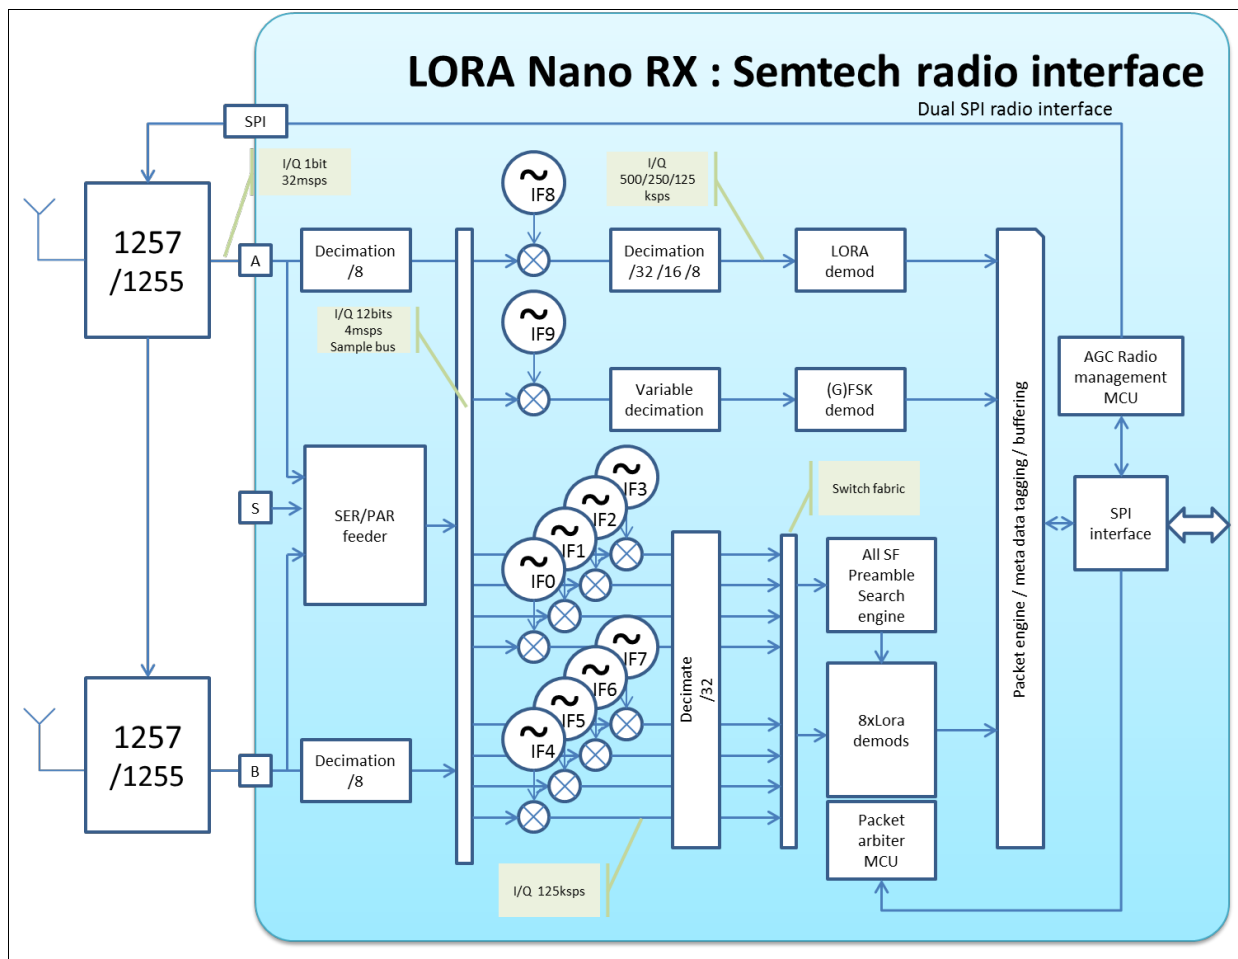 LORA Nano RX : Semtech radio interface
Dual SPI radio interface
SPI
I/Q 1bit
32msps
~
IF8
I/Q
500/250/125
ksps
1257
/1255
A
Decimation
/8
Decimation
/32 /16 /8
LORA
demod
I/Q 12bits
4msps
Sample bus
~
IF9
Variable
decimation
(G)FSK
demod
AGC Radio
management
MCU
Packet engine / meta data tagging / buffering
SPI
interface
S
SER/PAR
feeder
~
IF3
~
IF2
~
IF1
~
IF0
Switch fabric
All SF
Preamble
Search
engine
Decimate
/32
~
IF7
~
IF6
~
IF5
~
IF4
8xLora
demods
1257
/1255
B
Decimation
/8
Packet
arbiter
MCU
I/Q 125ksps